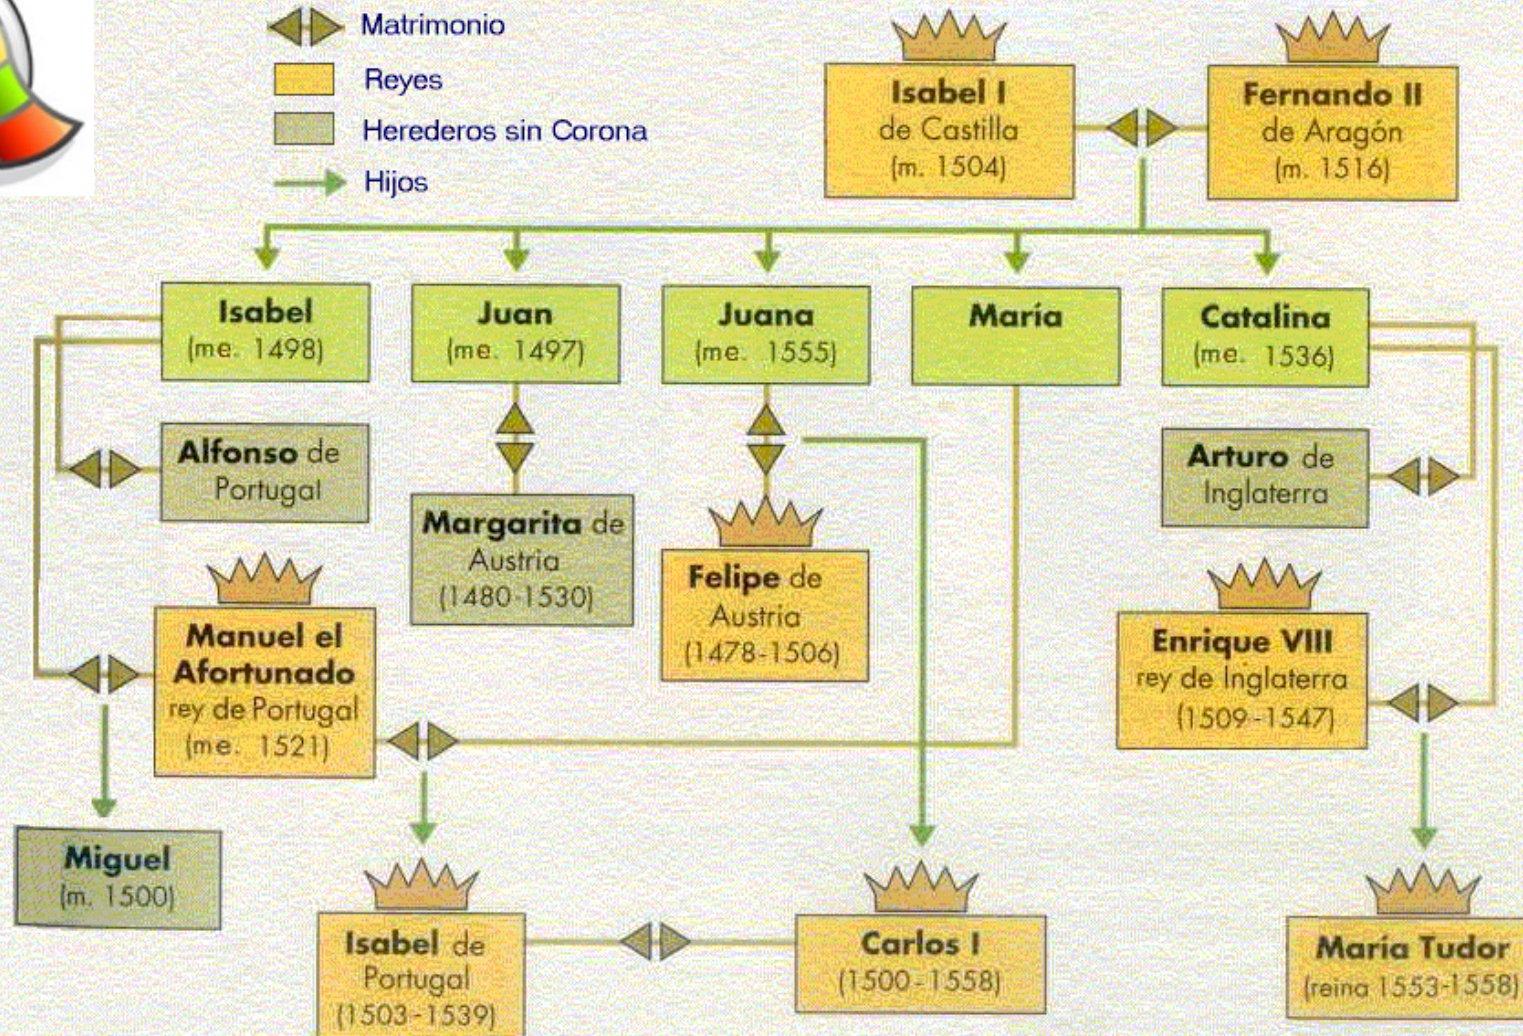 Matrimonio
Reyes
Herederos sin Corona
Hijos
Isabel I
de Castilla
(m. 1504)
Fernando II
de Aragón
(m. 1516)
Isabel
(me. 1498)
Juan
(me. 1497)
Juana
(me. 1555)
María
Catalina
(me. 1536)
Alfonso de
Portugal
Margarita de
Austria
(1480-1530)
Felipe de
Austria
(1478-1506)
Arturo de
Inglaterra
Manuel el
Afortunado
rey de Portugal
(me. 1521)
Enrique VIII
rey de Inglaterra
(1509-1547)
Miguel
(m. 1500)
Isabel de
Portugal
(1503-1539)
Carlos I
(1500-1558)
María Tudor
(reina 1553-1558)